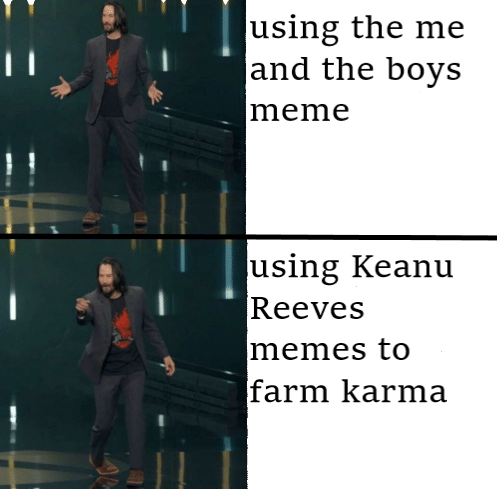 using the me
and the boys
meme
using Keanu
Reeves
memes to
farm karma